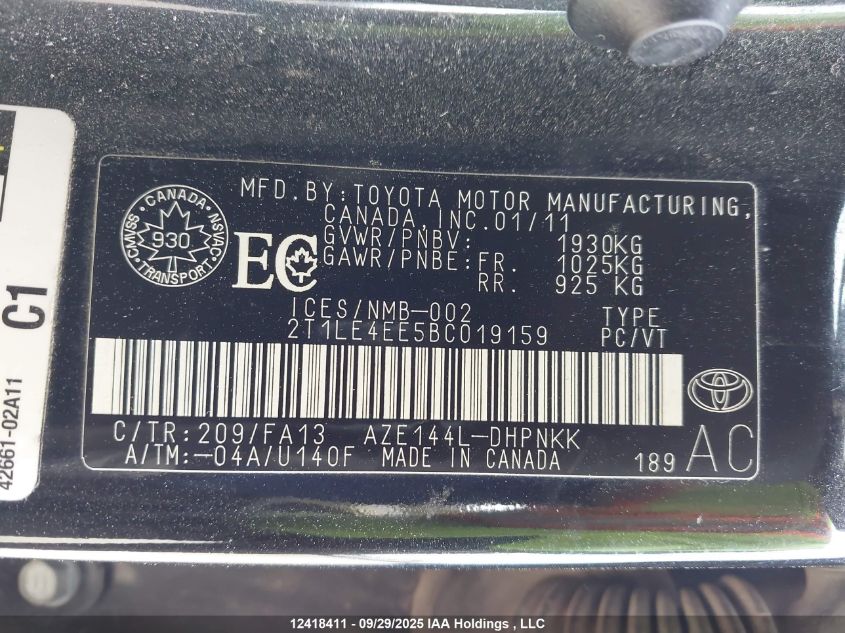 MFD.BY:TOYOTA MOTOR MANUFACTURING,
CANADA,INC.01/11
GVWR/PNBV: 1930KG
GAWR/PNBE:FR. 1025KG
RR. 925 KG
CANADA
CMVSS 930 NSVAC
TRANSPORT
EC
ICES/NMB-002 TYPE
2T1LE4EE5BC019159 PC/VT
C/TR:209/FA13 AZE144L-DHPNKK
A/TM:-04A/U140F MADE IN CANADA 189 AC
C1
42661-02A11
12418411 - 09/29/2025 IAA Holdings , LLC